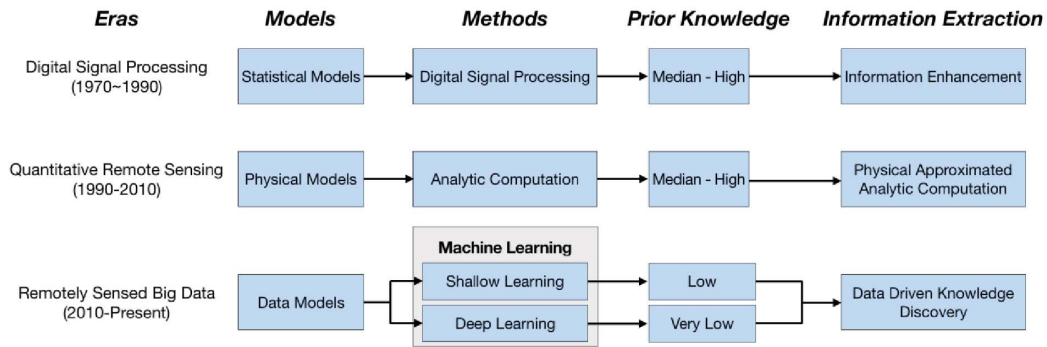 Eras Models Methods Prior Knowledge Information Extraction
Digital Signal Processing
(1970~1990)
Statistical Models
Digital Signal Processing
Median - High
Information Enhancement
Quantitative Remote Sensing
(1990-2010)
Physical Models
Analytic Computation
Median - High
Physical Approximated
Analytic Computation
Remotely Sensed Big Data
(2010-Present)
Data Models
Machine Learning
Shallow Learning
Deep Learning
Low
Very Low
Data Driven Knowledge
Discovery